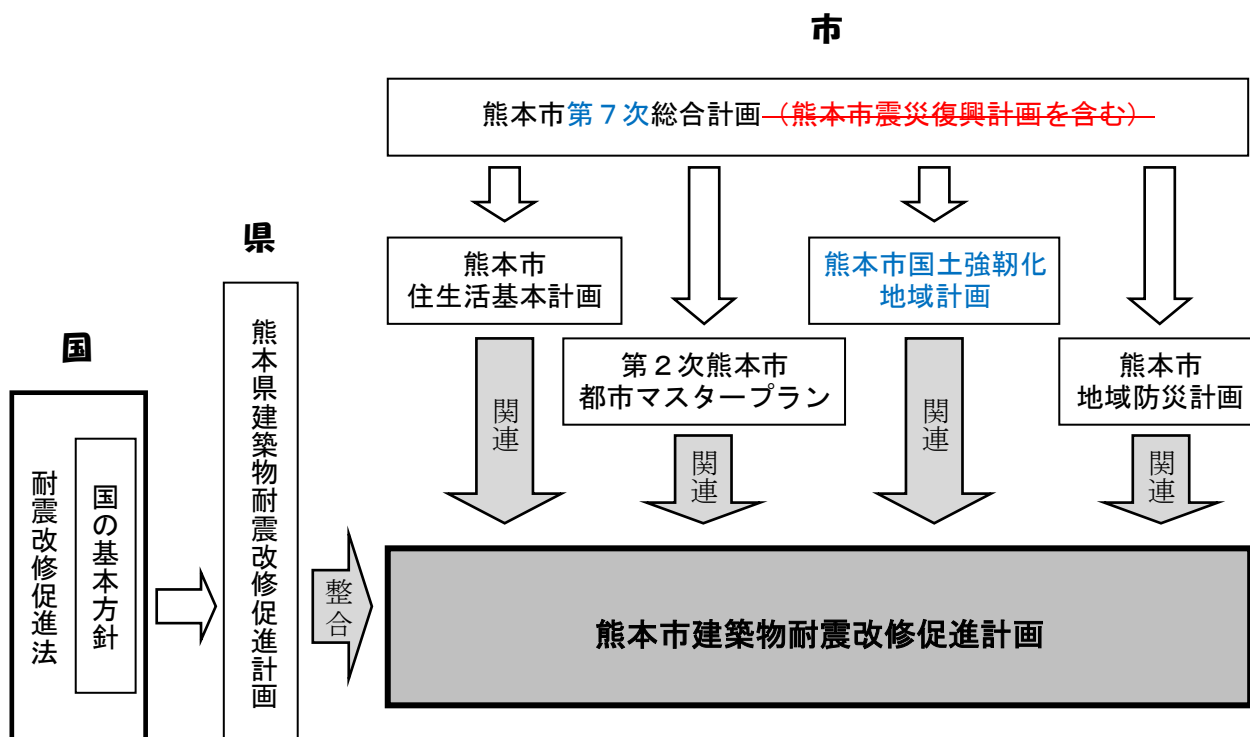 市
熊本市第７次総合計画（熊本市震災復興計画を含む）
県
熊本市
住生活基本計画
熊本市国土強靭化
地域計画
国
第２次熊本市
都市マスタープラン
熊本市
地域防災計画
関連
関連
関連
関連
耐震改修促進法
国の基本方針
熊本県建築物耐震改修促進計画
整合
熊本市建築物耐震改修促進計画